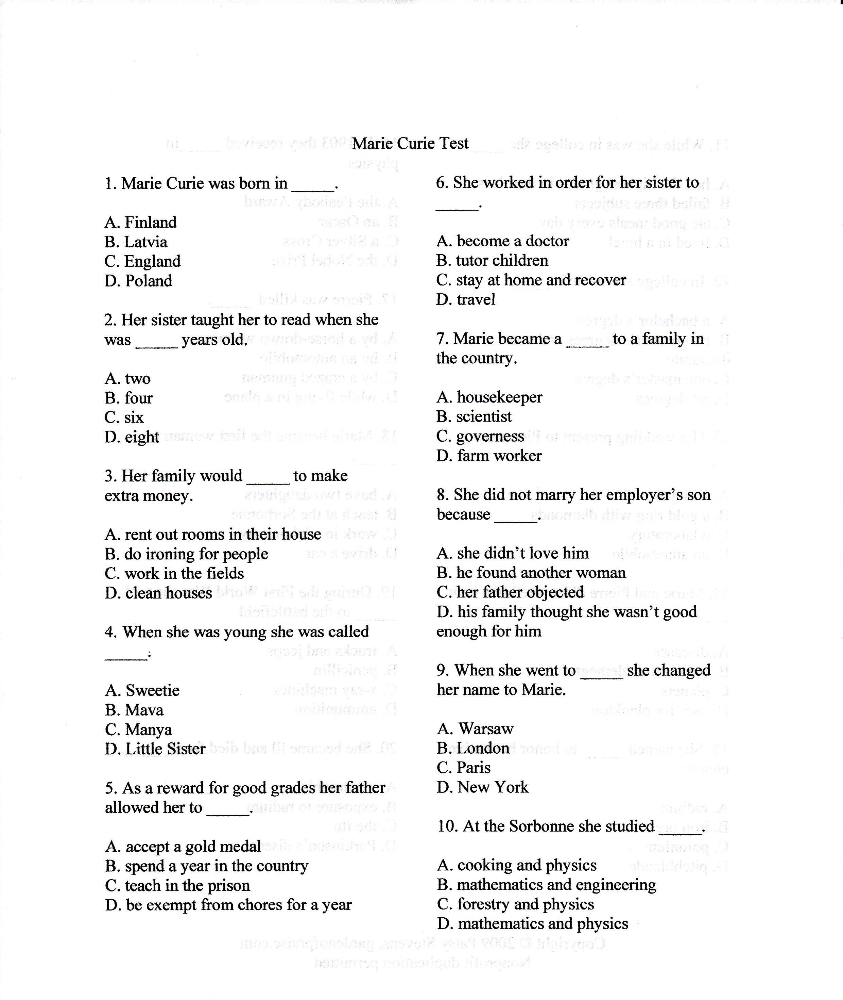 Marie Curie Test
1. Marie Curie was born in _____.
A. Finland
B. Latvia
C. England
D. Poland
2. Her sister taught her to read when she
was _____ years old.
A. two
B. four
C. six
D. eight
3. Her family would _____ to make
extra money.
A. rent out rooms in their house
B. do ironing for people
C. work in the fields
D. clean houses
4. When she was young she was called
_____:
A. Sweetie
B. Mava
C. Manya
D. Little Sister
5. As a reward for good grades her father
allowed her to _____.
A. accept a gold medal
B. spend a year in the country
C. teach in the prison
D. be exempt from chores for a year
6. She worked in order for her sister to
_____.
A. become a doctor
B. tutor children
C. stay at home and recover
D. travel
7. Marie became a _____ to a family in
the country.
A. housekeeper
B. scientist
C. governess
D. farm worker
8. She did not marry her employer’s son
because _____.
A. she didn’t love him
B. he found another woman
C. her father objected
D. his family thought she wasn’t good
enough for him
9. When she went to _____ she changed
her name to Marie.
A. Warsaw
B. London
C. Paris
D. New York
10. At the Sorbonne she studied _____.
A. cooking and physics
B. mathematics and engineering
C. forestry and physics
D. mathematics and physics